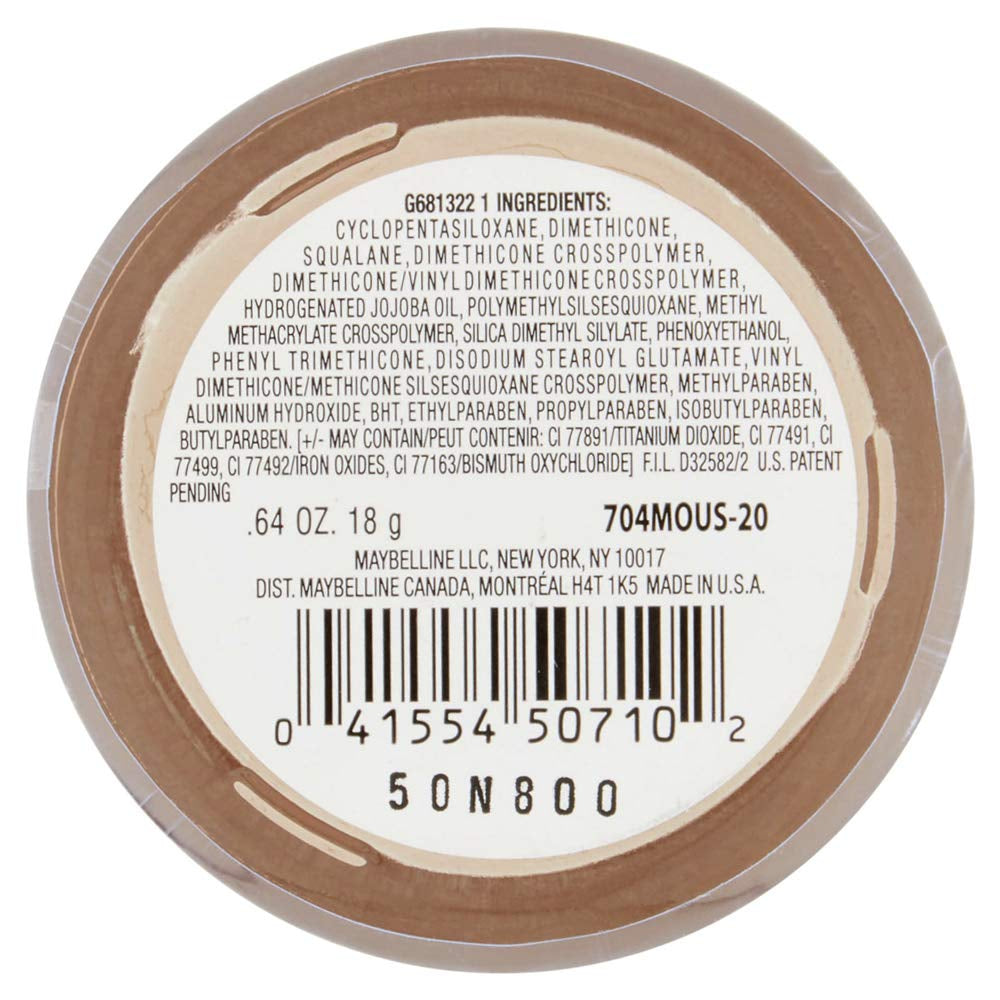 G681322 1 INGREDIENTS:
CYCLOPENTASILOXANE, DIMETHICONE,
SQUALANE, DIMETHICONE CROSSPOLYMER,
DIMETHICONE/VINYL DIMETHICONE CROSSPOLYMER,
HYDROGENATED JOJOBA OIL, POLYMETHYLSILSESQUIOXANE, METHYL
METHACRYLATE CROSSPOLYMER, SILICA DIMETHYL SILYLATE, PHENOXYETHANOL,
PHENYL TRIMETHICONE, DISODIUM STEAROYL GLUTAMATE, VINYL
DIMETHICONE/METHICONE SILSESQUIOXANE CROSSPOLYMER, METHYLPARABEN,
ALUMINUM HYDROXIDE, BHT, ETHYLPARABEN, PROPYLPARABEN, ISOBUTYLPARABEN,
BUTYLPARABEN. [+/- MAY CONTAIN/PEUT CONTENIR: CI 77891/TITANIUM DIOXIDE, CI 77491, CI
77499, CI 77492/IRON OXIDES, CI 77163/BISMUTH OXYCHLORIDE] F.I.L. D32582/2 U.S. PATENT
PENDING
.64 OZ. 18 g 704MOUS-20
MAYBELLINE LLC, NEW YORK, NY 10017
DIST. MAYBELLINE CANADA, MONTRÉAL H4T 1K5 MADE IN U.S.A.
0 41554 50710 2
50N800